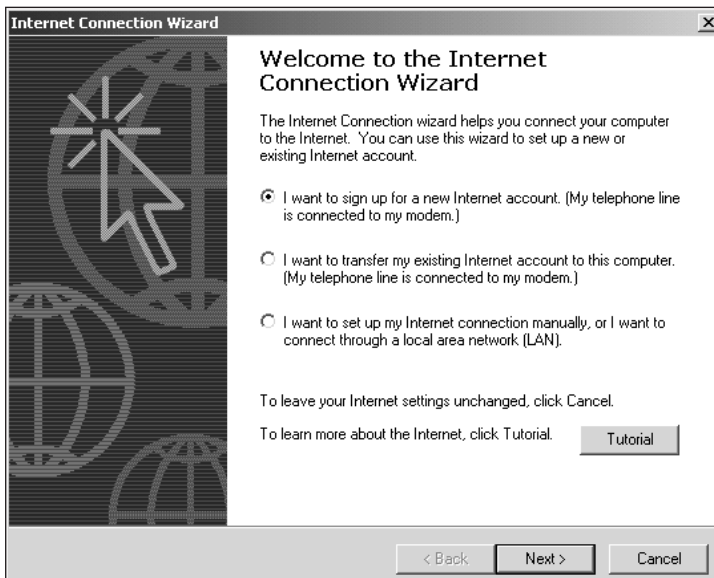 Internet Connection Wizard
Welcome to the Internet
Connection Wizard
The Internet Connection wizard helps you connect your computer
to the Internet. You can use this wizard to set up a new or
existing Internet account.
I want to sign up for a new Internet account. (My telephone line
is connected to my modem.)
I want to transfer my existing Internet account to this computer.
(My telephone line is connected to my modem.)
I want to set up my Internet connection manually, or I want to
connect through a local area network (LAN).
To leave your Internet settings unchanged, click Cancel.
To learn more about the Internet, click Tutorial.
Tutorial
< Back
Next >
Cancel